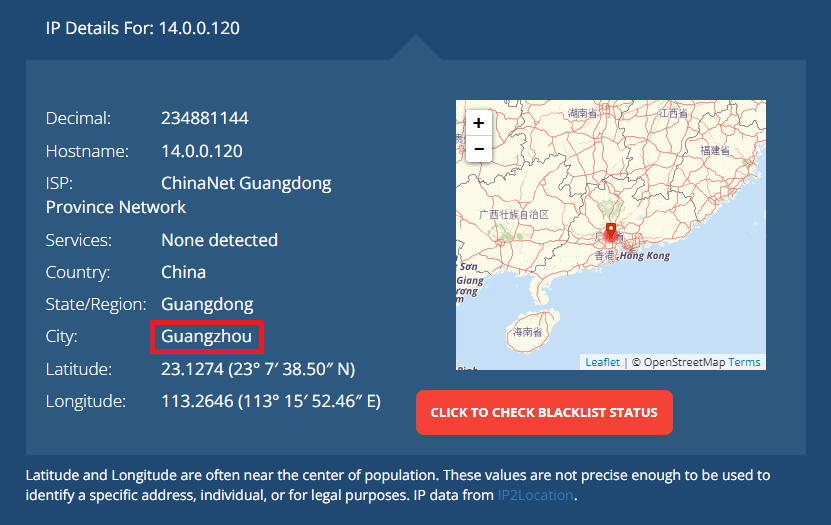 IP Details For: 14.0.0.120
Decimal: 234881144
Hostname: 14.0.0.120
ISP: ChinaNet Guangdong
Province Network
Services: None detected
Country: China
State/Region: Guangdong
City: Guangzhou
Latitude: 23.1274 (23° 7′ 38.50″ N)
Longitude: 113.2646 (113° 15′ 52.46″ E)
+
−
湖南省
江西省
福建省
广西壮族自治区
香港 Hong Kong
Sơn
Giang
ương
m
海南省
Leaflet | © OpenStreetMap Terms
CLICK TO CHECK BLACKLIST STATUS
Latitude and Longitude are often near the center of population. These values are not precise enough to be used to
identify a specific address, individual, or for legal purposes. IP data from IP2Location.